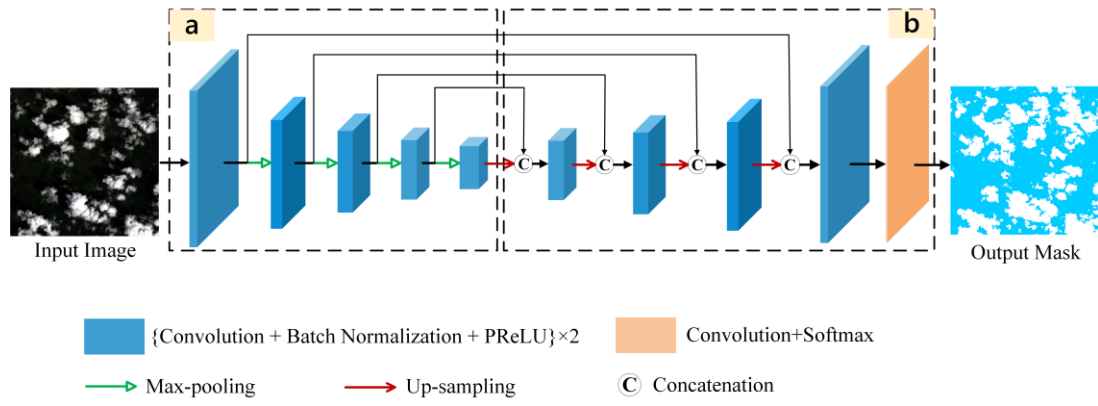 a
b
C
C
C
C
Input Image
Output Mask
{Convolution + Batch Normalization + PReLU}×2
Convolution+Softmax
Max-pooling
Up-sampling
C Concatenation